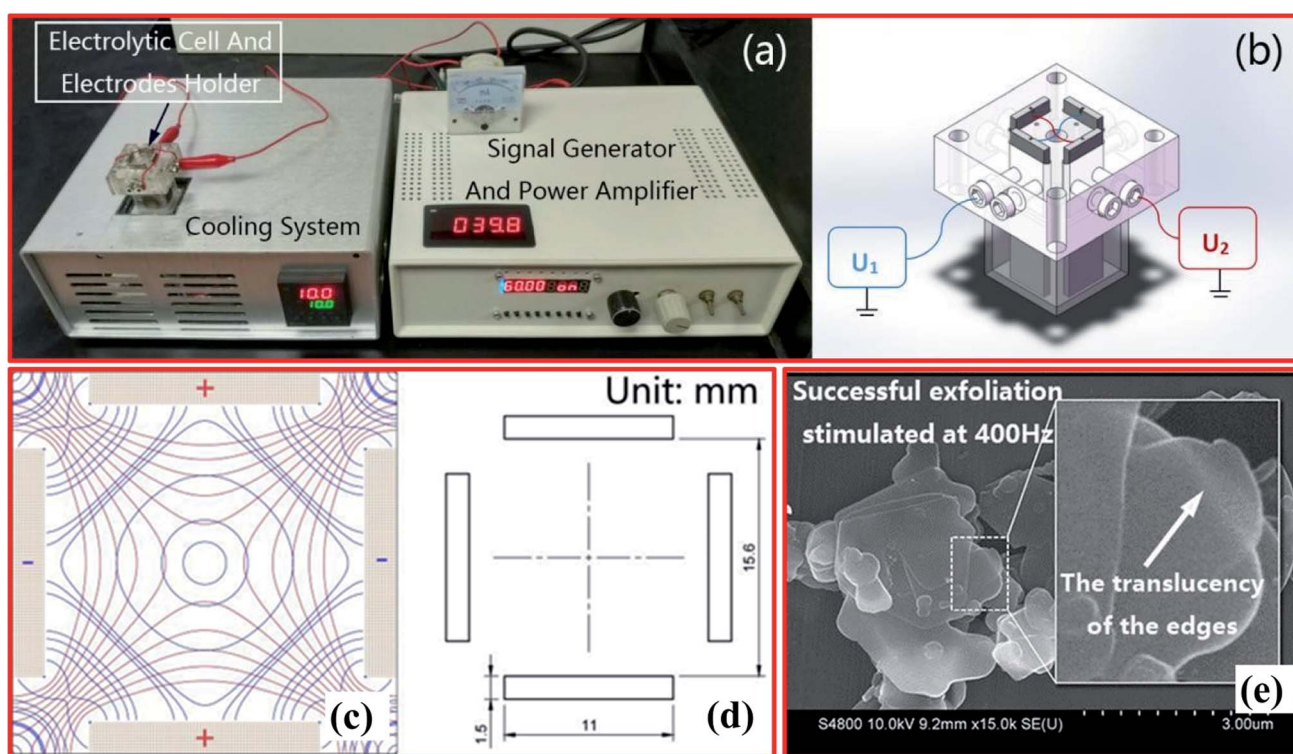 Electrolytic Cell And
Electrodes Holder
(a)
Signal Generator
And Power Amplifier
Cooling System
039.8
10.0
10.0
60.00
on
(b)
U1
U2
+
-
-
+
(c)
Unit: mm
15.6
1.5
11
(d)
Successful exfoliation
stimulated at 400Hz
The translucency
of the edges
(e)
S4800 10.0kV 9.2mm x15.0k SE(U)
3.00um